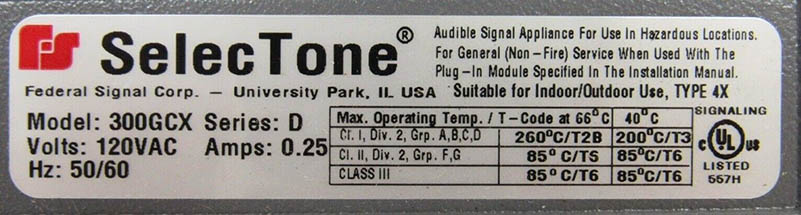 FS SelecTone®
Audible Signal Appliance For Use In Hazardous Locations.
For General (Non-Fire) Service When Used With The
Plug-In Module Specified In The Installation Manual.
Federal Signal Corp. - University Park, IL USA
Suitable for Indoor/Outdoor Use, TYPE 4X
Model: 300GCX Series: D
Volts: 120VAC Amps: 0.25
Hz: 50/60
Max. Operating Temp. / T-Code at 66°C 40°C
Cl. I, Div. 2, Grp. A,B,C,D 260°C/T2B 200°C/T3
Cl. II, Div. 2, Grp. F,G 85°C/T5 85°C/T6
CLASS III 85°C/T6 85°C/T6
SIGNALING
c UL us
®
LISTED
557H